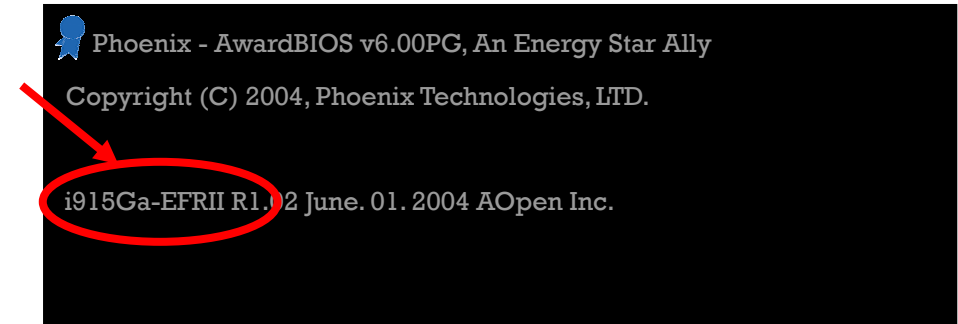 Phoenix - AwardBIOS v6.00PG, An Energy Star Ally
Copyright (C) 2004, Phoenix Technologies, LTD.
i915Ga-EFRII R1.02 June. 01. 2004 AOpen Inc.